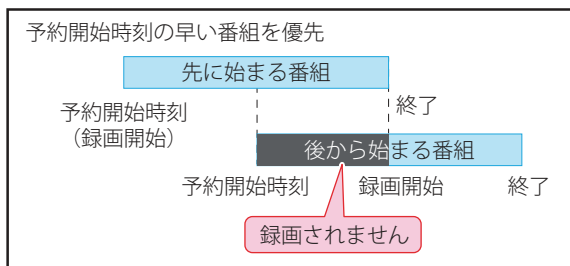 予約開始時刻の早い番組を優先
先に始まる番組
予約開始時刻
（録画開始）
終了
後から始まる番組
予約開始時刻
録画開始
終了
録画されません